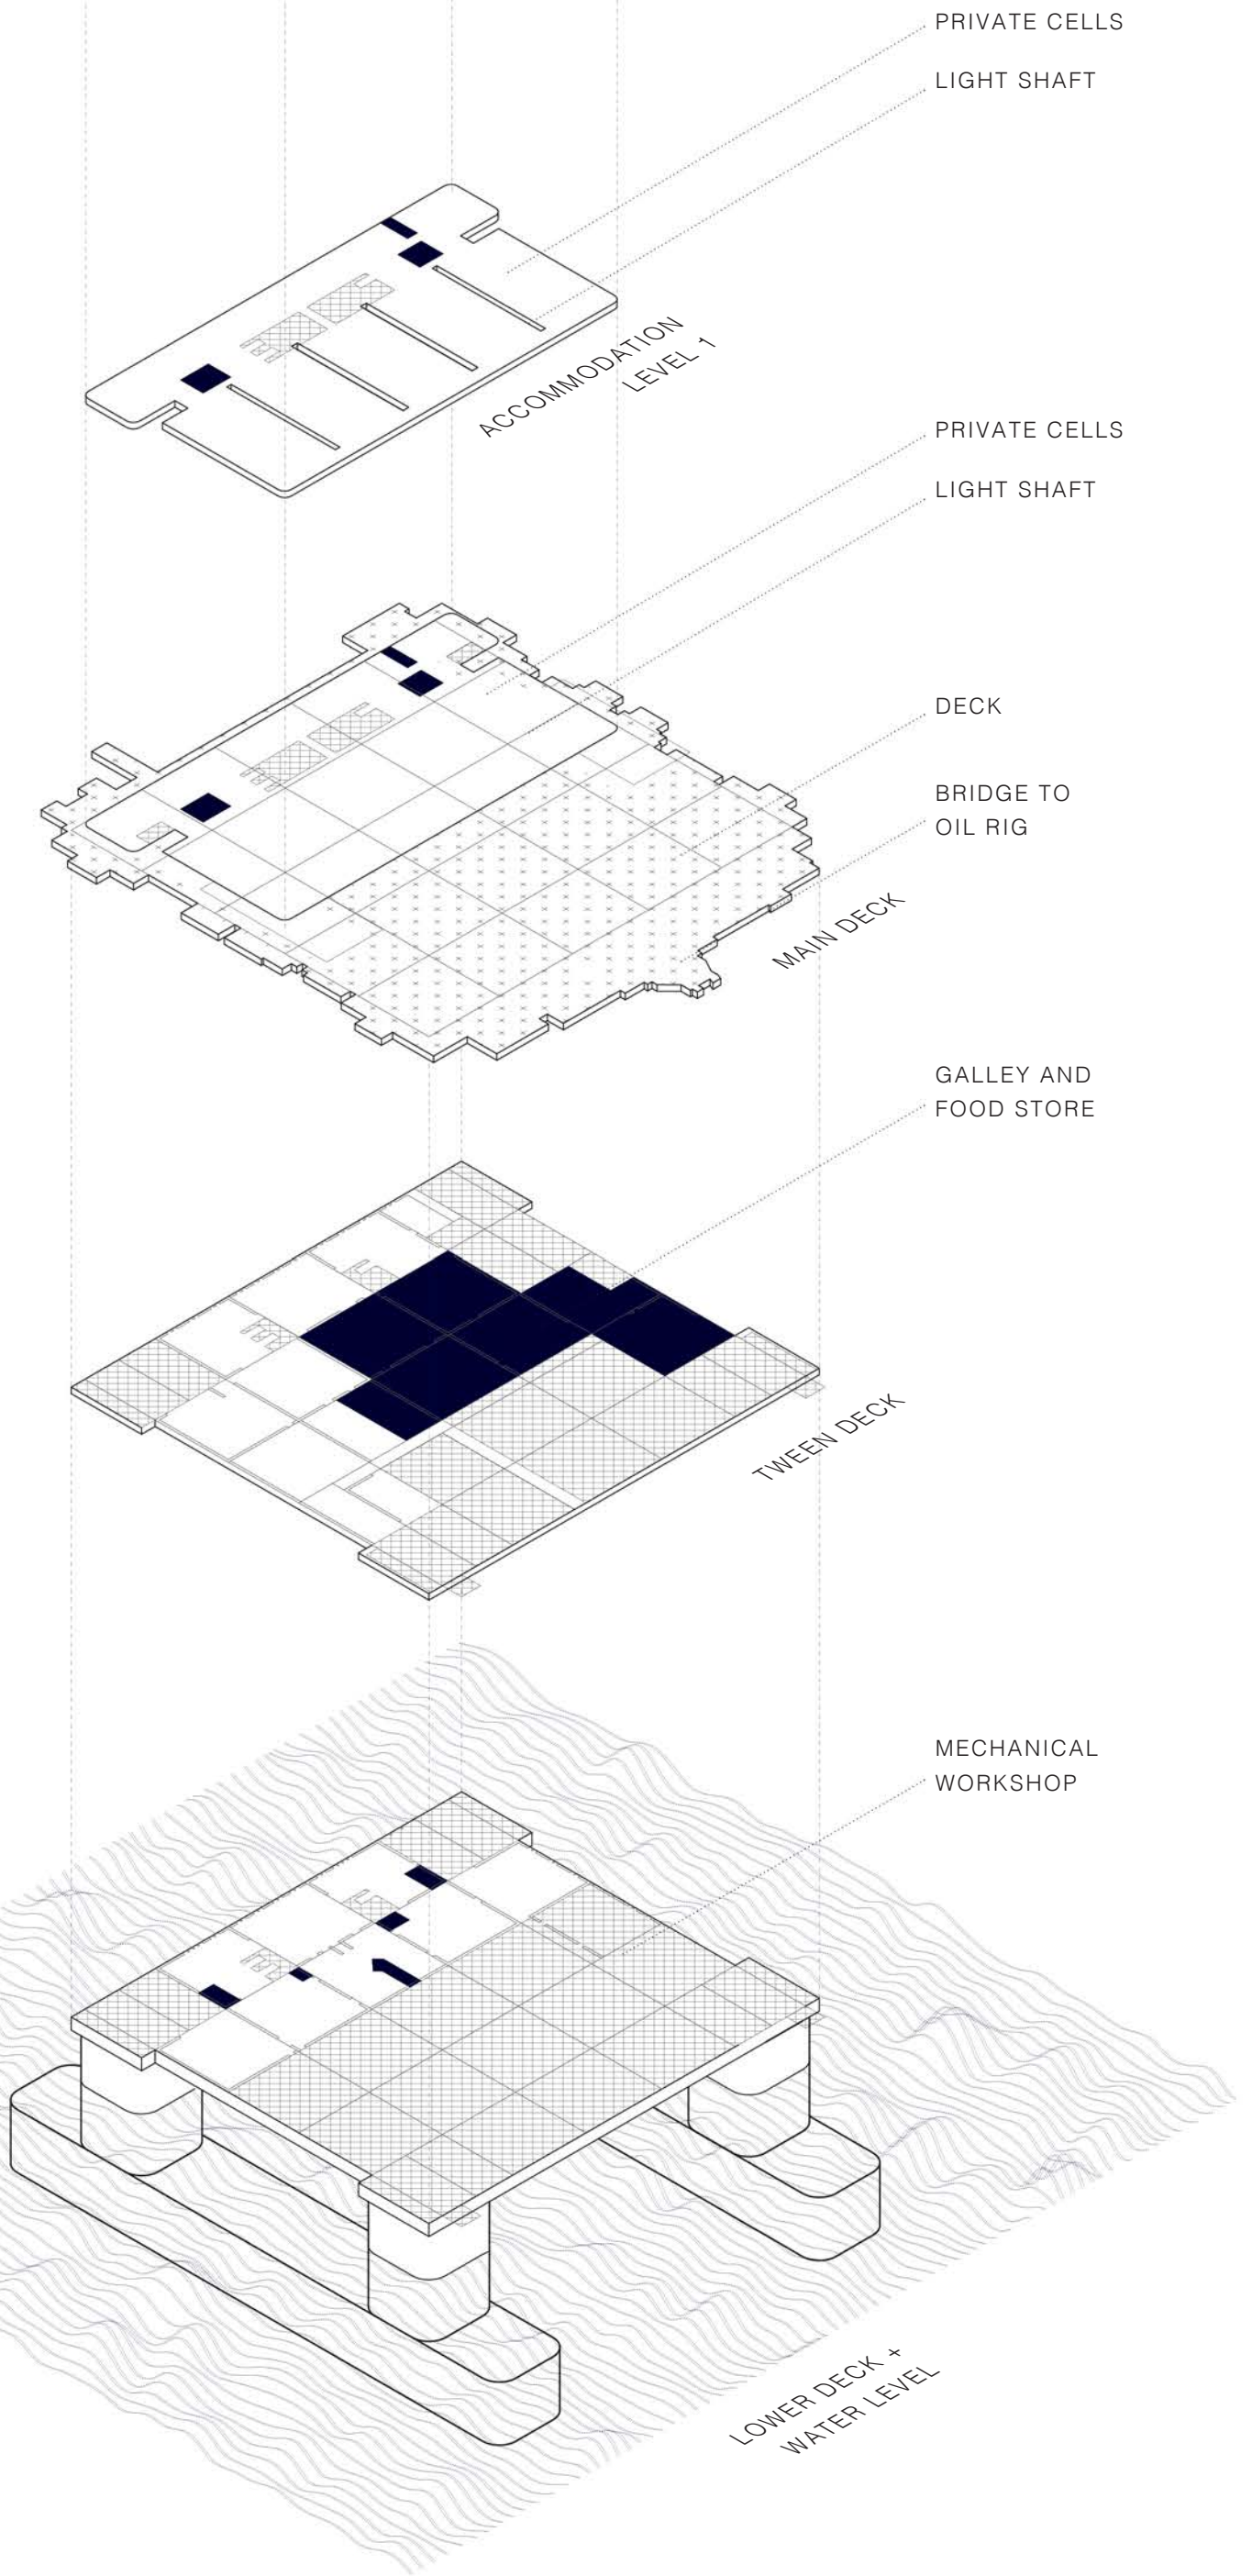 PRIVATE CELLS
LIGHT SHAFT
ACCOMMODATION
LEVEL 1
PRIVATE CELLS
LIGHT SHAFT
DECK
BRIDGE TO
OIL RIG
MAIN DECK
GALLEY AND
FOOD STORE
TWEEN DECK
MECHANICAL
WORKSHOP
LOWER DECK +
WATER LEVEL